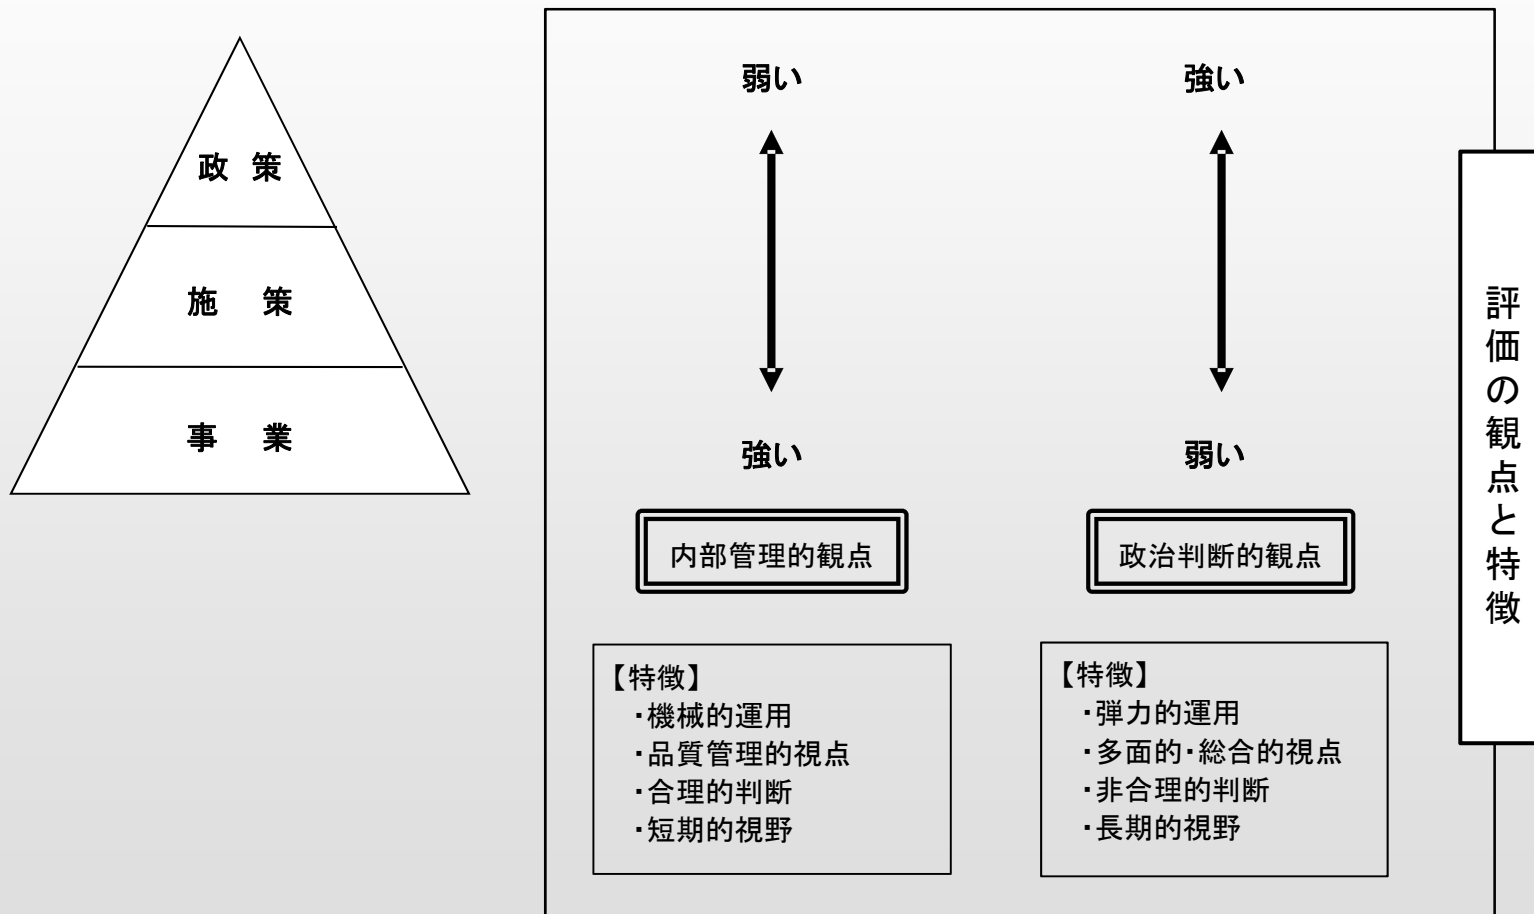 政 策
施 策
事 業
弱い
強い
強い
弱い
内部管理的観点
政治判断的観点
【特徴】
・機械的運用
・品質管理的視点
・合理的判断
・短期的視野
【特徴】
・弾力的運用
・多面的・総合的視点
・非合理的判断
・長期的視野
評価の観点と特徴